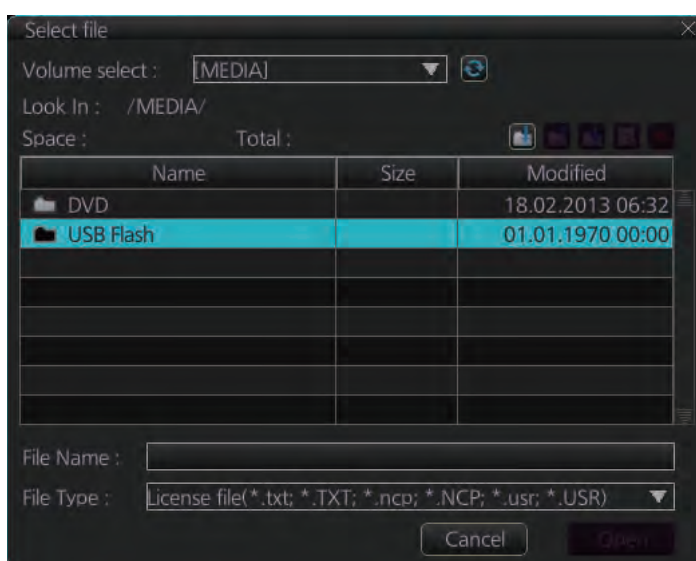 Select file
Volume select : [MEDIA]
Look In : /MEDIA/
Space : Total :
Name Size Modified
DVD 18.02.2013 06:32
USB Flash 01.01.1970 00:00
File Name :
File Type : License file(*.txt; *.TXT; *.ncp; *.NCP; *.usr; *.USR)
Cancel Open